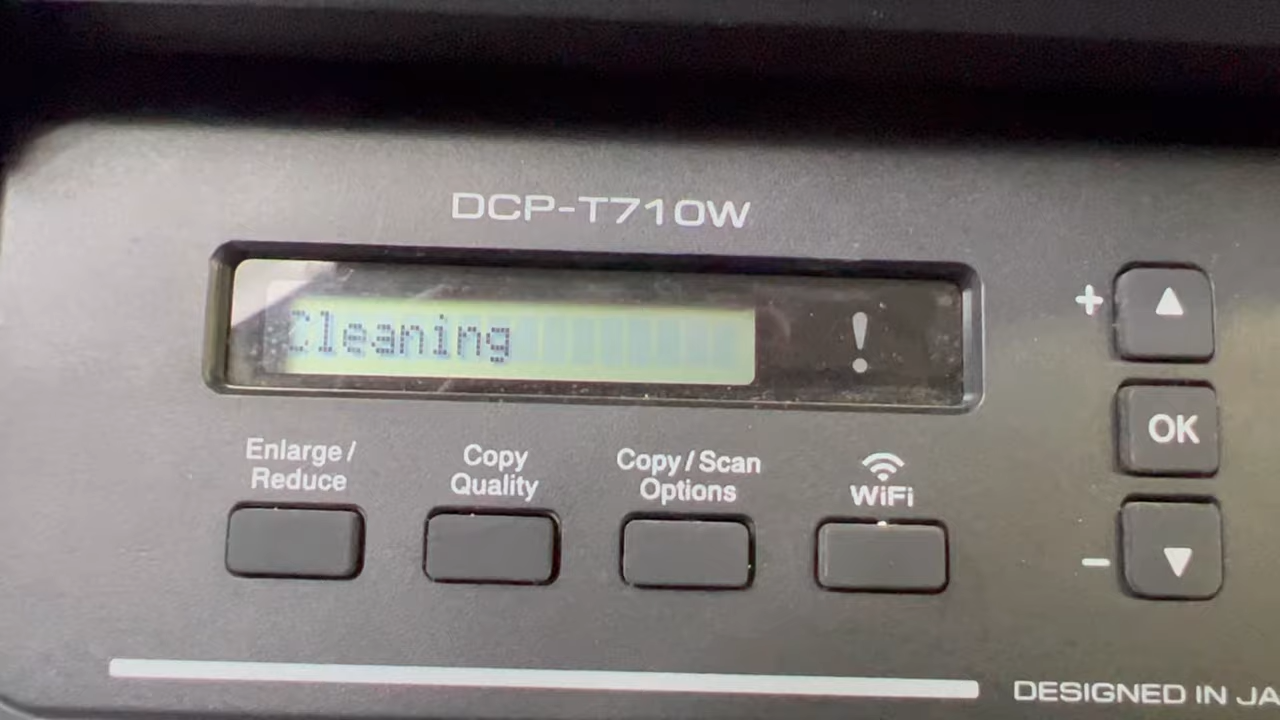 DCP-T710W
Cleaning
!
+
OK
–
Enlarge /
Reduce
Copy
Quality
Copy / Scan
Options
WiFi
DESIGNED IN JA